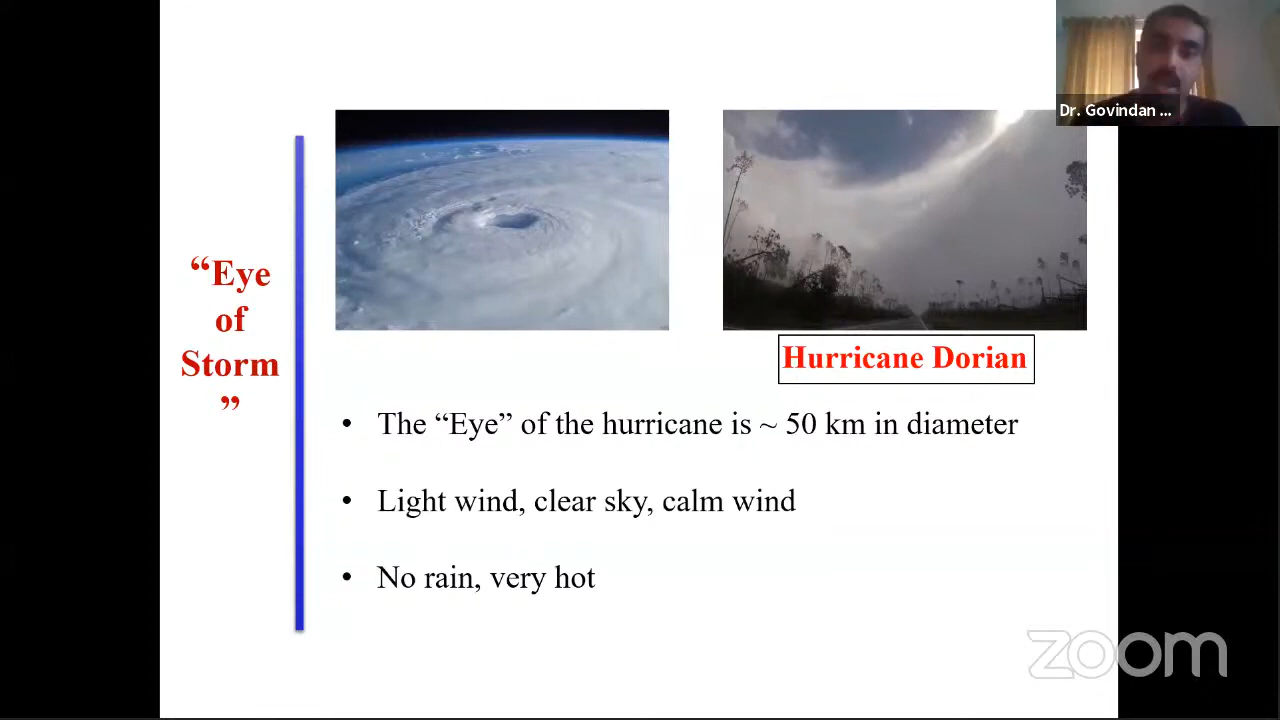 Dr. Govindan ...
“Eye
of
Storm
”
Hurricane Dorian
• The “Eye” of the hurricane is ~ 50 km in diameter
• Light wind, clear sky, calm wind
• No rain, very hot
zoom